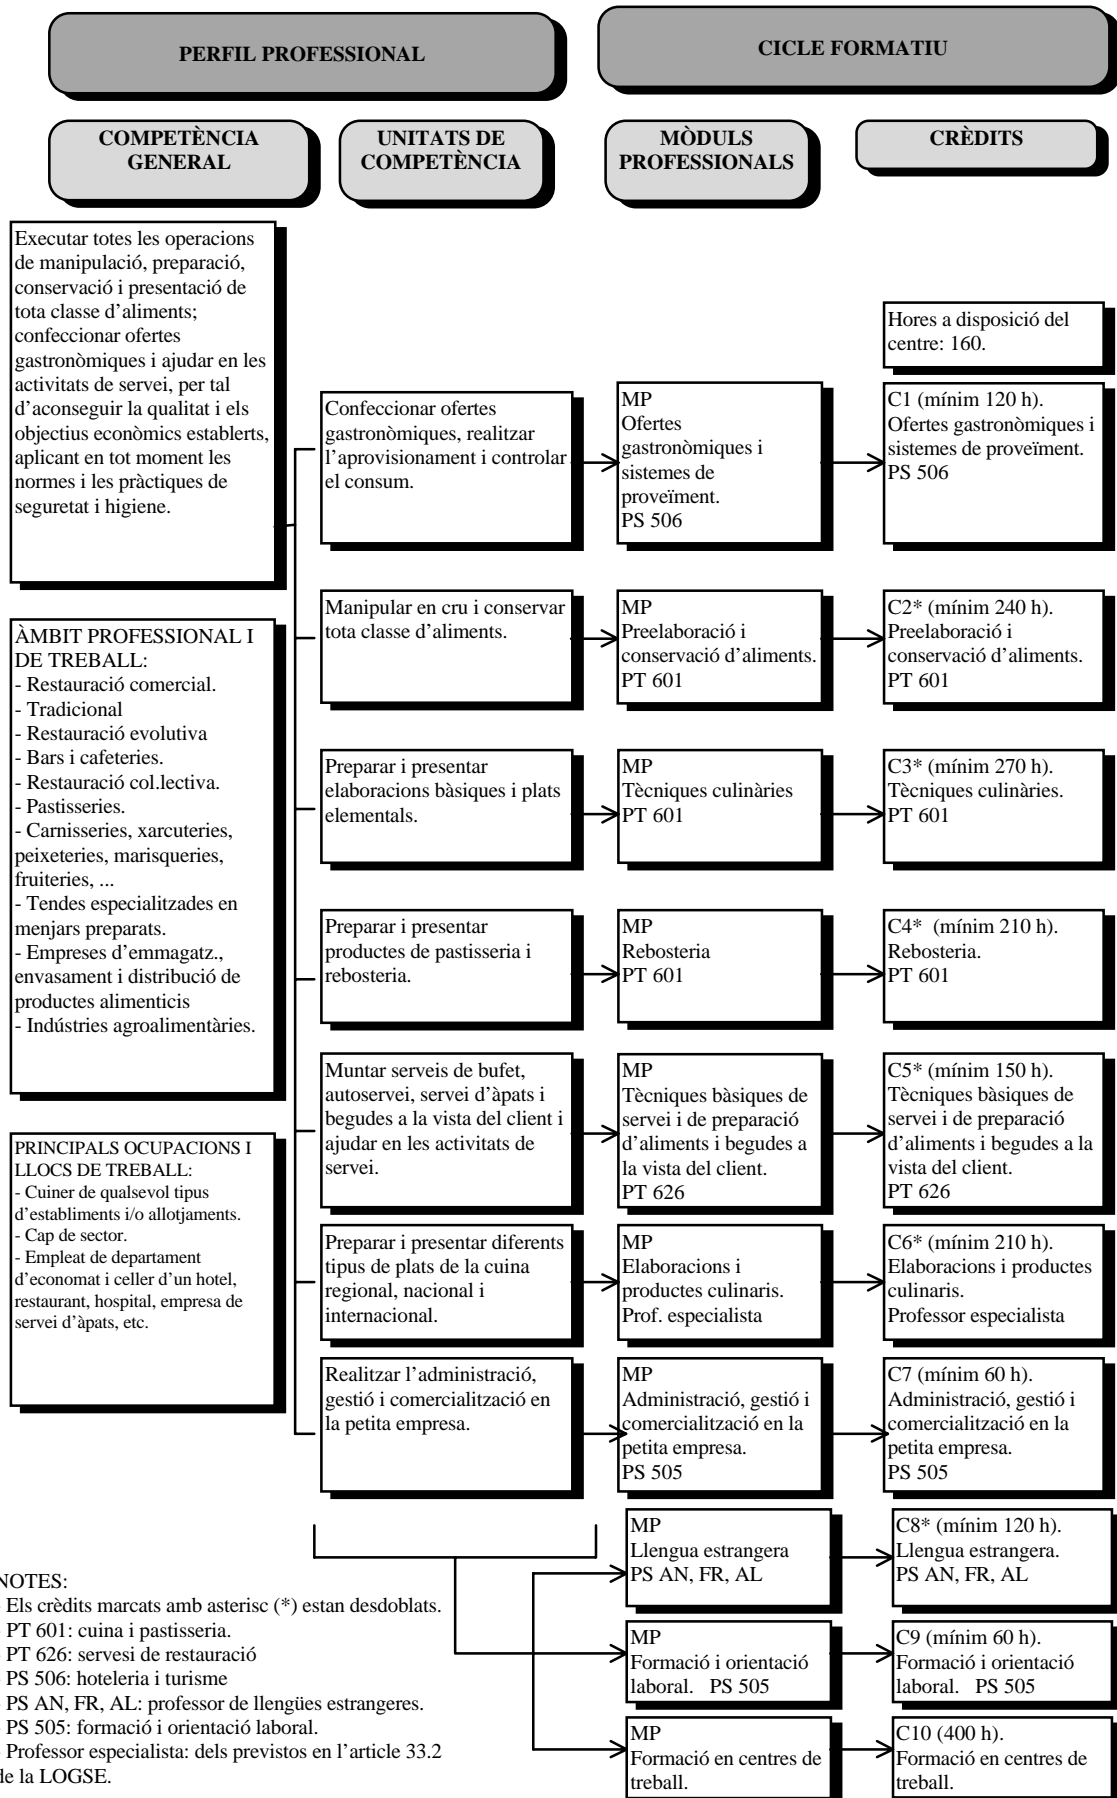 PERFIL PROFESSIONAL
CICLE FORMATIU
COMPETÈNCIA
GENERAL
UNITATS DE
COMPETÈNCIA
MÒDULS
PROFESSIONALS
CRÈDITS
Executar totes les operacions
de manipulació, preparació,
conservació i presentació de
tota classe d’aliments;
confeccionar ofertes
gastronòmiques i ajudar en les
activitats de servei, per tal
d’aconseguir la qualitat i els
objectius econòmics establerts,
aplicant en tot moment les
normes i les pràctiques de
seguretat i higiene.
ÀMBIT PROFESSIONAL I
DE TREBALL:
- Restauració comercial.
- Tradicional
- Restauració evolutiva
- Bars i cafeteries.
- Restauració col.lectiva.
- Pastisseries.
- Carnisseries, xarcuteries,
peixeteries, marisqueries,
fruiteries, ...
- Tendes especialitzades en
menjars preparats.
- Empreses d’emmagatz.,
envasament i distribució de
productes alimenticis
- Indústries agroalimentàries.
PRINCIPALS OCUPACIONS I
LLOCS DE TREBALL:
- Cuiner de qualsevol tipus
d’establiments i/o allotjaments.
- Cap de sector.
- Empleat de departament
d’economat i celler d’un hotel,
restaurant, hospital, empresa de
servei d’àpats, etc.
Hores a disposició del
centre: 160.
Confeccionar ofertes
gastronòmiques, realitzar
l’aprovisionament i controlar
el consum.
MP
Ofertes
gastronòmiques i
sistemes de
proveïment.
PS 506
C1 (mínim 120 h).
Ofertes gastronòmiques i
sistemes de proveïment.
PS 506
Manipular en cru i conservar
tota classe d’aliments.
MP
Preelaboració i
conservació d’aliments.
PT 601
C2* (mínim 240 h).
Preelaboració i
conservació d’aliments.
PT 601
Preparar i presentar
elaboracions bàsiques i plats
elementals.
MP
Tècniques culinàries
PT 601
C3* (mínim 270 h).
Tècniques culinàries.
PT 601
Preparar i presentar
productes de pastisseria i
rebosteria.
MP
Rebosteria
PT 601
C4* (mínim 210 h).
Rebosteria.
PT 601
Muntar serveis de bufet,
autoservei, servei d’àpats i
begudes a la vista del client i
ajudar en les activitats de
servei.
MP
Tècniques bàsiques de
servei i de preparació
d’aliments i begudes a
la vista del client.
PT 626
C5* (mínim 150 h).
Tècniques bàsiques de
servei i de preparació
d’aliments i begudes a la
vista del client.
PT 626
Preparar i presentar diferents
tipus de plats de la cuina
regional, nacional i
internacional.
MP
Elaboracions i
productes culinaris.
Prof. especialista
C6* (mínim 210 h).
Elaboracions i productes
culinaris.
Professor especialista
Realitzar l’administració,
gestió i comercialització en
la petita empresa.
MP
Administració, gestió i
comercialització en la
petita empresa.
PS 505
C7 (mínim 60 h).
Administració, gestió i
comercialització en la
petita empresa.
PS 505
MP
Llengua estrangera
PS AN, FR, AL
C8* (mínim 120 h).
Llengua estrangera.
PS AN, FR, AL
MP
Formació i orientació
laboral. PS 505
C9 (mínim 60 h).
Formació i orientació
laboral. PS 505
MP
Formació en centres de
treball.
C10 (400 h).
Formació en centres de
treball.
NOTES:
- Els crèdits marcats amb asterisc (*) estan desdoblats.
- PT 601: cuina i pastisseria.
- PT 626: servesi de restauració
- PS 506: hoteleria i turisme
- PS AN, FR, AL: professor de llengües estrangeres.
- PS 505: formació i orientació laboral.
- Professor especialista: dels previstos en l’article 33.2
de la LOGSE.